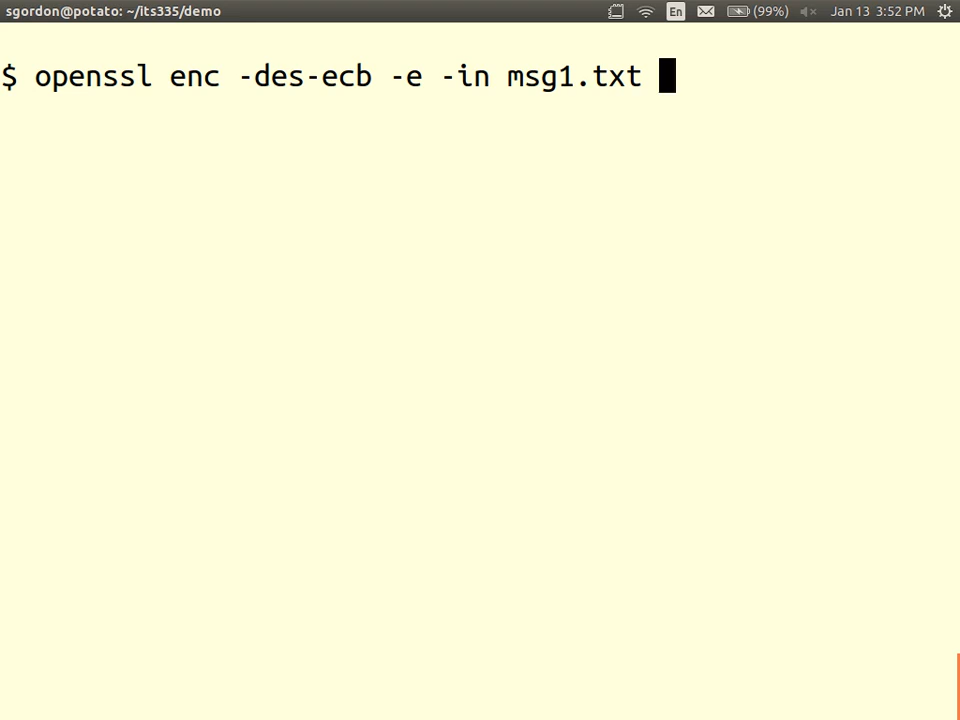 sgordon@potato: ~/its335/demo En (99%) Jan 13 3:52 PM
$ openssl enc -des-ecb -e -in msg1.txt